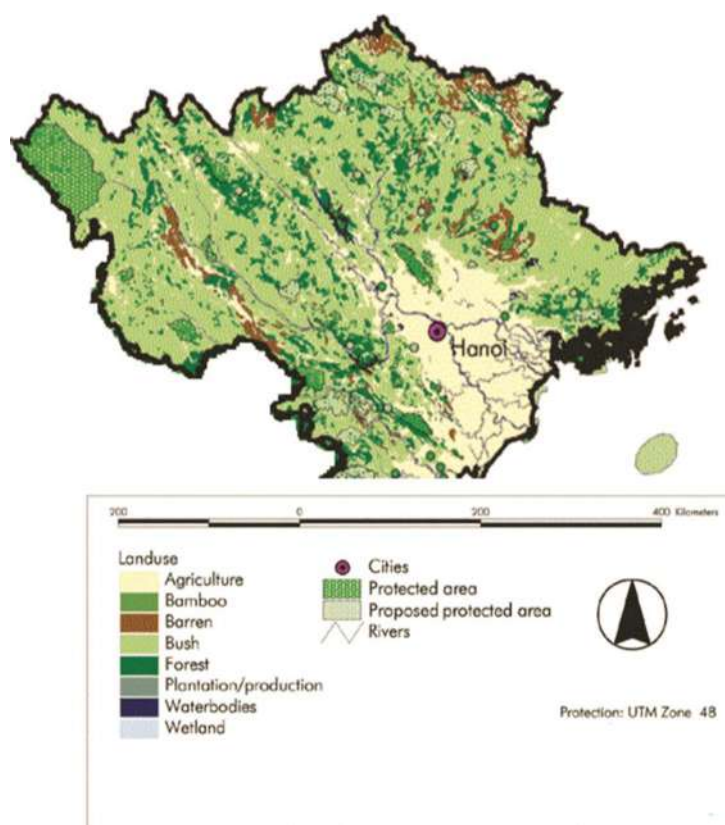 Hanoi
200 0 200 400 Kilometers
Landuse
Agriculture
Bamboo
Barren
Bush
Forest
Plantation/production
Waterbodies
Wetland
Cities
Protected area
Proposed protected area
Rivers
Protection: UTM Zone 48